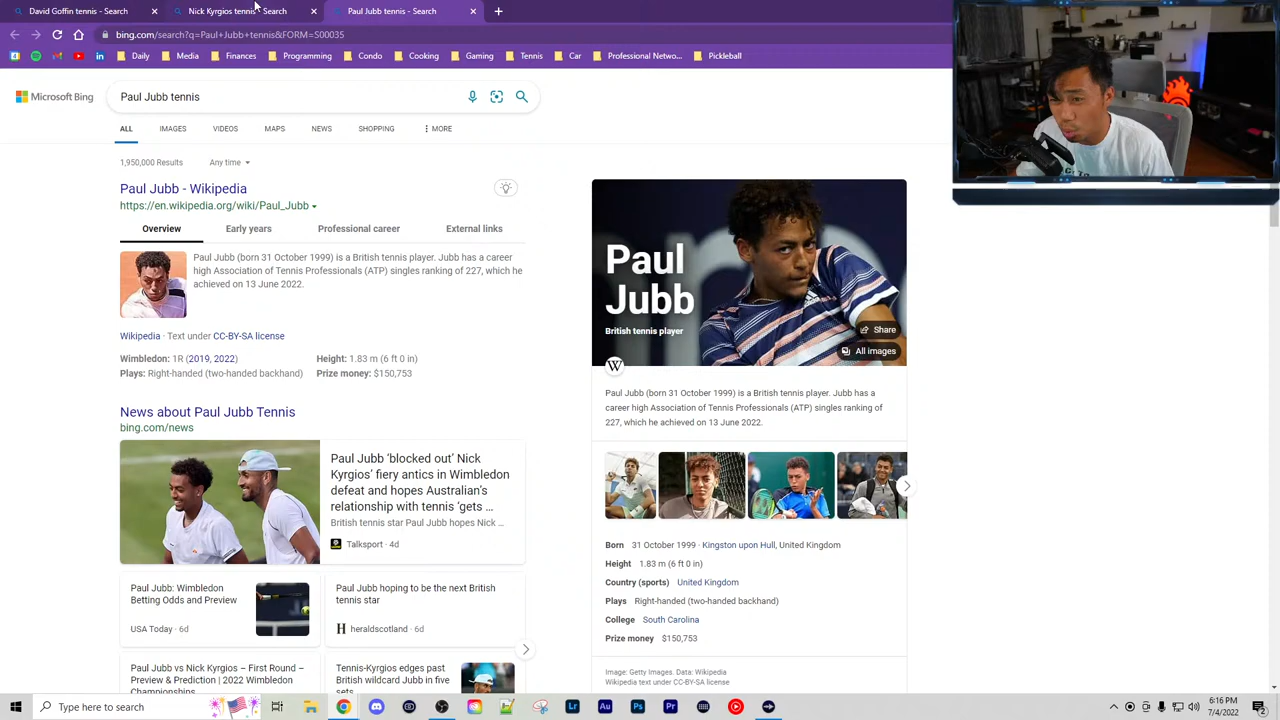 David Goffin tennis - Search
Nick Kyrgios tennis - Search
Paul Jubb tennis - Search
bing.com/search?q=Paul+Jubb+tennis&FORM=S00035
Daily
Media
Finances
Programming
Condo
Cooking
Gaming
Tennis
Car
Professional Netwo...
Pickleball
Microsoft Bing
Paul Jubb tennis
ALL
IMAGES
VIDEOS
MAPS
NEWS
SHOPPING
MORE
1,950,000 Results
Any time
Paul Jubb - Wikipedia
https://en.wikipedia.org/wiki/Paul_Jubb
Overview
Early years
Professional career
External links
Paul Jubb (born 31 October 1999) is a British tennis player. Jubb has a career
high Association of Tennis Professionals (ATP) singles ranking of 227, which he
achieved on 13 June 2022.
Wikipedia · Text under CC-BY-SA license
Wimbledon: 1R (2019, 2022)
Height: 1.83 m (6 ft 0 in)
Plays: Right-handed (two-handed backhand)
Prize money: $150,753
News about Paul Jubb Tennis
bing.com/news
Paul Jubb ‘blocked out’ Nick
Kyrgios’ fiery antics in Wimbledon
defeat and hopes Australian’s
relationship with tennis ‘gets ...
British tennis star Paul Jubb hopes Nick ...
Talksport · 4d
Paul Jubb: Wimbledon
Betting Odds and Preview
USA Today · 6d
Paul Jubb hoping to be the next British
tennis star
heraldscotland · 6d
Paul Jubb vs Nick Kyrgios – First Round –
Preview & Prediction | 2022 Wimbledon
Championships
Tennis-Kyrgios edges past
British wildcard Jubb in five
sets
Paul
Jubb
British tennis player
Share
All images
W
Paul Jubb (born 31 October 1999) is a British tennis player. Jubb has a
career high Association of Tennis Professionals (ATP) singles ranking of
227, which he achieved on 13 June 2022.
Born 31 October 1999 · Kingston upon Hull, United Kingdom
Height 1.83 m (6 ft 0 in)
Country (sports) United Kingdom
Plays Right-handed (two-handed backhand)
College South Carolina
Prize money $150,753
Image: Getty Images. Data: Wikipedia
Wikipedia text under CC-BY-SA license
Type here to search
Lr
Au
Ps
Pr
6:16 PM
7/4/2022
2